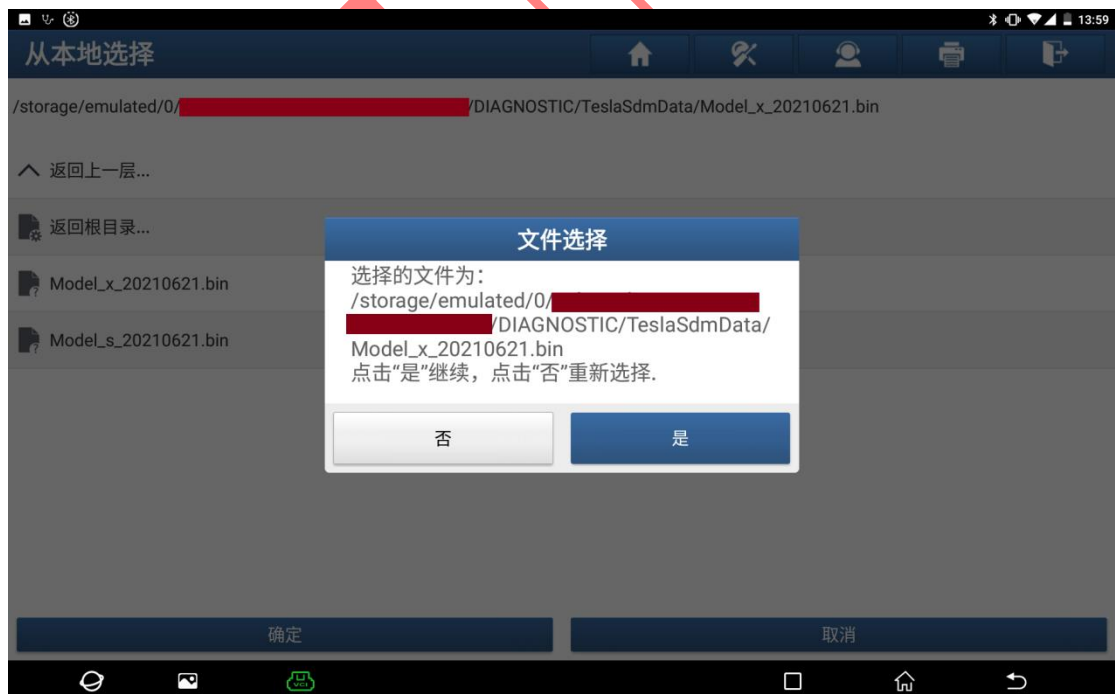 13:59
从本地选择
/storage/emulated/0/ /DIAGNOSTIC/TeslaSdmData/Model_x_20210621.bin
返回上一层...
返回根目录...
Model_x_20210621.bin
Model_s_20210621.bin
文件选择
选择的文件为：
/storage/emulated/0/
/DIAGNOSTIC/TeslaSdmData/
Model_x_20210621.bin
点击“是”继续，点击“否”重新选择.
否
是
确定
取消
VCI